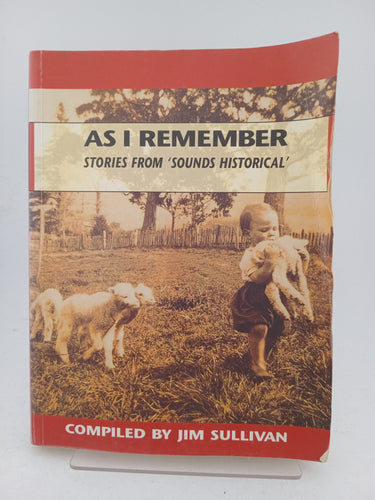 AS I REMEMBER
STORIES FROM 'SOUNDS HISTORICAL'
COMPILED BY JIM SULLIVAN